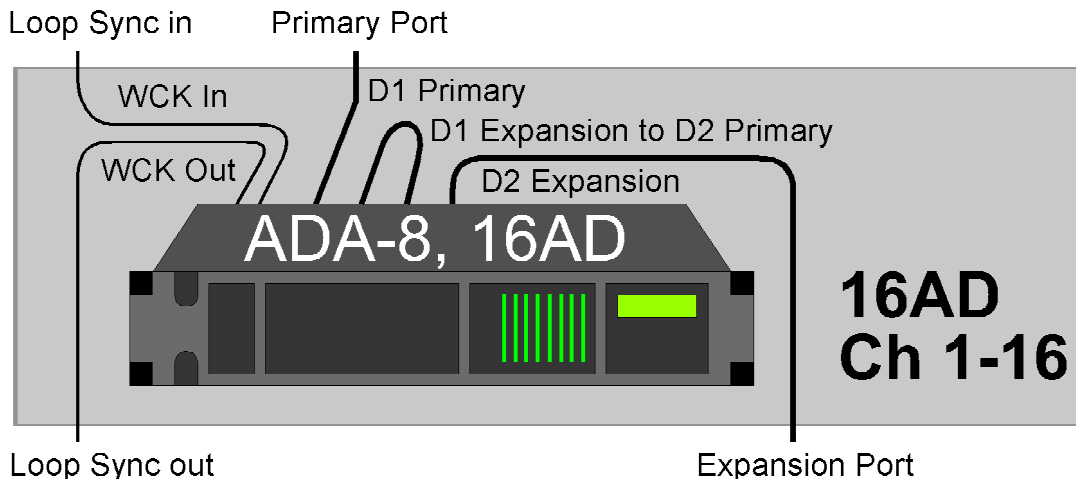 Loop Sync in
Primary Port
WCK In
D1 Primary
D1 Expansion to D2 Primary
WCK Out
D2 Expansion
ADA-8, 16AD
16AD
Ch 1-16
Loop Sync out
Expansion Port